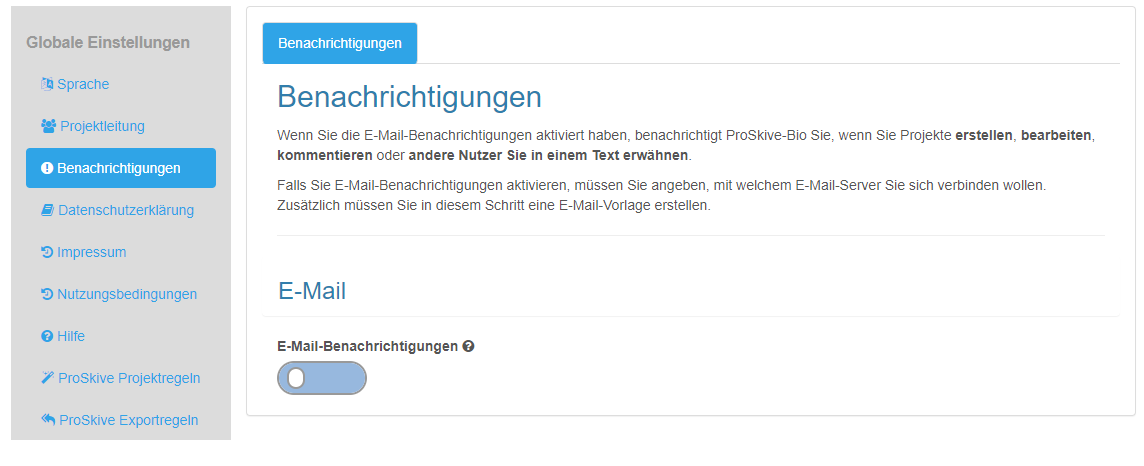 Globale Einstellungen
Sprache
Projektleitung
Benachrichtigungen
Datenschutzerklärung
Impressum
Nutzungsbedingungen
Hilfe
ProSkive Projektregeln
ProSkive Exportregeln
Benachrichtigungen
Benachrichtigungen
Wenn Sie die E-Mail-Benachrichtigungen aktiviert haben, benachrichtigt ProSkive-Bio Sie, wenn Sie Projekte erstellen, bearbeiten,
kommentieren oder andere Nutzer Sie in einem Text erwähnen.
Falls Sie E-Mail-Benachrichtigungen aktivieren, müssen Sie angeben, mit welchem E-Mail-Server Sie sich verbinden wollen.
Zusätzlich müssen Sie in diesem Schritt eine E-Mail-Vorlage erstellen.
E-Mail
E-Mail-Benachrichtigungen